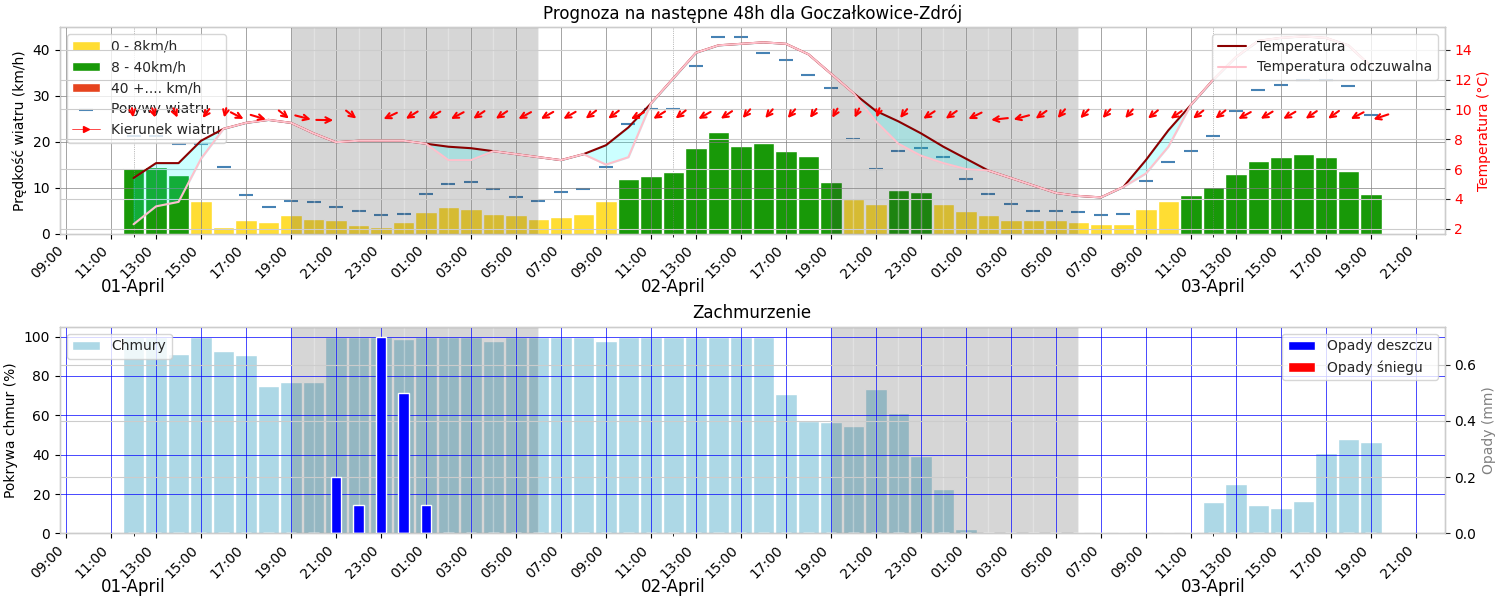 Prognoza na następne 48h dla Goczałkowice-Zdrój
Prędkość wiatru (km/h)
40
30
20
10
0
0 - 8km/h
8 - 40km/h
40 +.... km/h
Porywy wiatru
Kierunek wiatru
Temperatura
Temperatura odczuwalna
14
12
10
8
6
4
2
Temperatura (°C)
09:00 11:00 13:00 15:00 17:00 19:00 21:00 23:00 01:00 03:00 05:00 07:00 09:00 11:00 13:00 15:00 17:00 19:00 21:00 23:00 01:00 03:00 05:00 07:00 09:00 11:00 13:00 15:00 17:00 19:00 21:00
01-April 02-April 03-April
Zachmurzenie
Pokrywa chmur (%)
100
80
60
40
20
0
Chmury
Opady deszczu
Opady śniegu
0.6
0.4
0.2
0.0
Opady (mm)
09:00 11:00 13:00 15:00 17:00 19:00 21:00 23:00 01:00 03:00 05:00 07:00 09:00 11:00 13:00 15:00 17:00 19:00 21:00 23:00 01:00 03:00 05:00 07:00 09:00 11:00 13:00 15:00 17:00 19:00 21:00
01-April 02-April 03-April